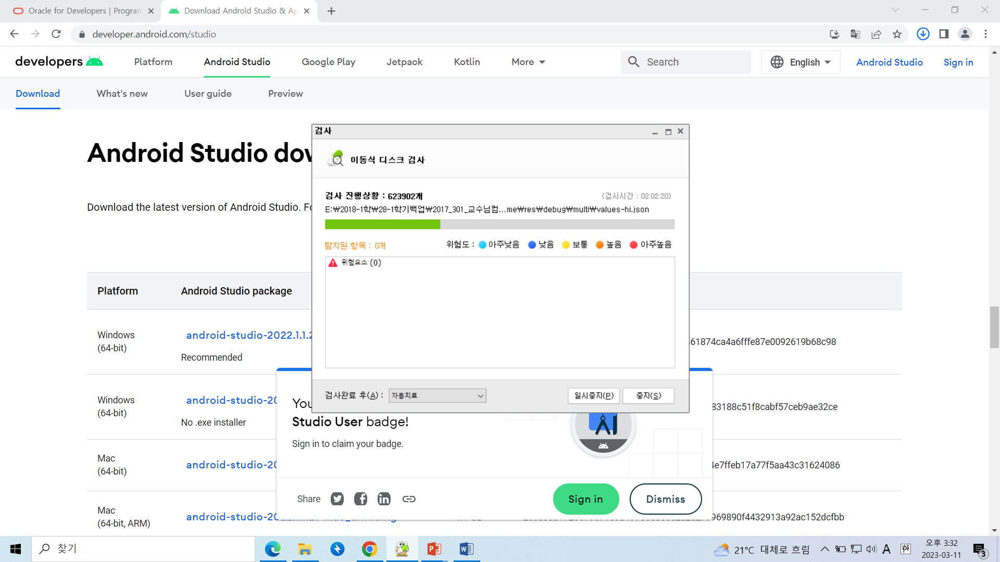 Oracle for Developers | Program
Download Android Studio & Ap
developer.android.com/studio
developers
Platform
Android Studio
Google Play
Jetpack
Kotlin
More
Search
English
Android Studio
Sign in
Download
What's new
User guide
Preview
Android Studio dow
Download the latest version of Android Studio. Fo
검사
이동식 디스크 검사
검사 진행상황 : 623902개
(검사시간 : 02:02:20)
E:₩2018-1학₩28-1학기백업₩2017_301_교수님컴...me₩res₩debug₩multi₩values-hi.json
탐지된 항목 : 0개
위험도 : 아주낮음 낮음 보통 높음 아주높음
위험요소 (0)
검사완료 후(A) : 자동치료
일시중지(P)
중지(S)
Platform
Android Studio package
Windows
(64-bit)
android-studio-2022.1.1.2
Recommended
461874ca4a6fffe87e0092619b68c98
Windows
(64-bit)
android-studio-20
No .exe installer
83188c51f8cabf57ceb9ae32ce
Mac
(64-bit)
android-studio-20
e7ffeb17a77f5aa43c31624086
Mac
(64-bit, ARM)
android-studio-20
969890f4432913a92ac152dcfbb
You
Studio User badge!
Sign in to claim your badge.
Share
Sign in
Dismiss
찾기
21°C 대체로 흐림
A
한
오후 3:32
2023-03-11
3